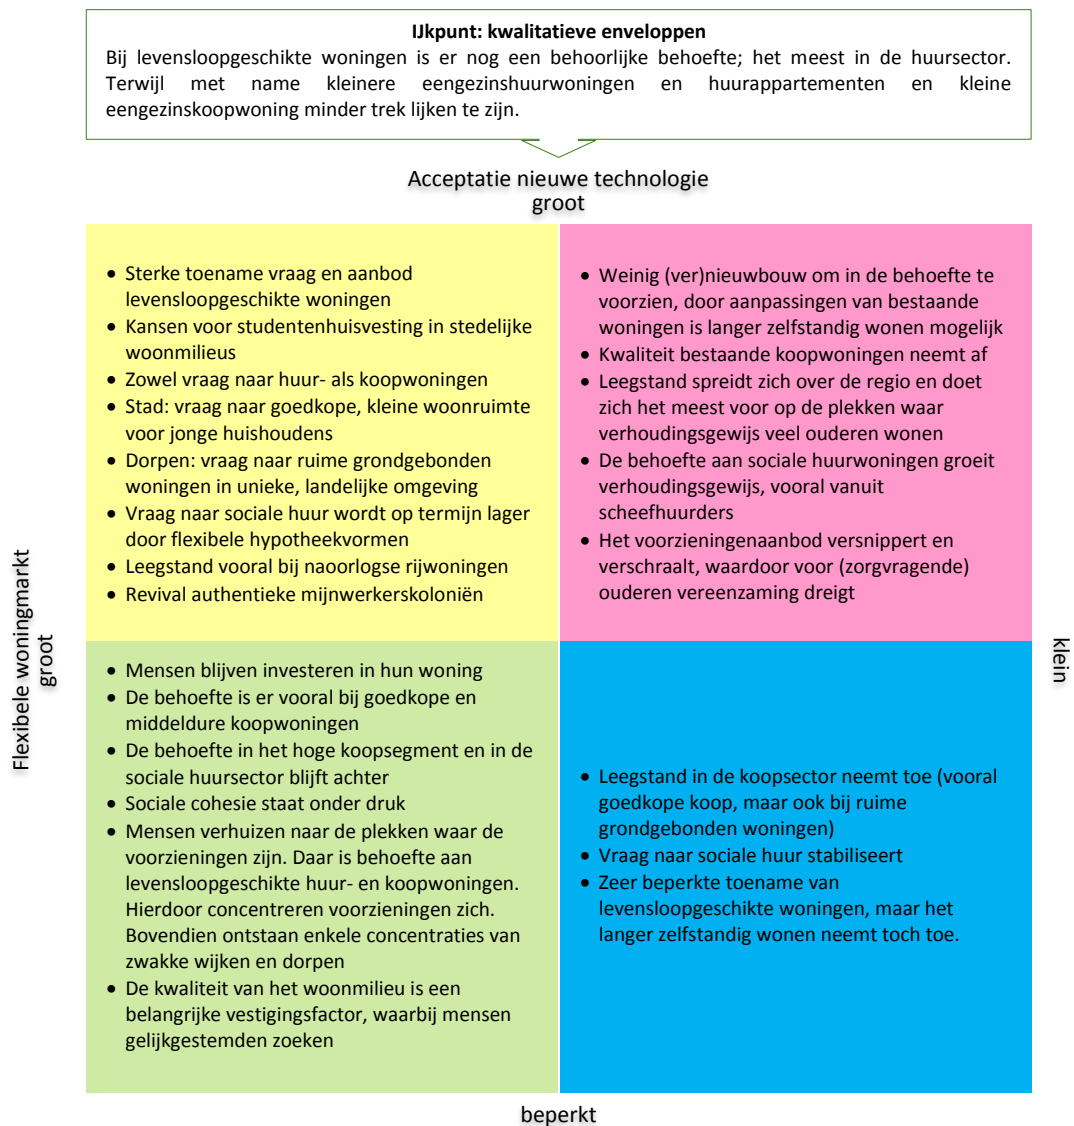 IJkpunt: kwalitatieve enveloppen
Bij levensloopgeschikte woningen is er nog een behoorlijke behoefte; het meest in de huursector.
Terwijl met name kleinere eengezinshuurwoningen en huurappartementen en kleine
eengezinskoopwoning minder trek lijken te zijn.
Acceptatie nieuwe technologie
groot
• Sterke toename vraag en aanbod
levensloopgeschikte woningen
• Kansen voor studentenhuisvesting in stedelijke
woonmilieus
• Zowel vraag naar huur- als koopwoningen
• Stad: vraag naar goedkope, kleine woonruimte
voor jonge huishoudens
• Dorpen: vraag naar ruime grondgebonden
woningen in unieke, landelijke omgeving
• Vraag naar sociale huur wordt op termijn lager
door flexibele hypotheekvormen
• Leegstand vooral bij naoorlogse rijwoningen
• Revival authentieke mijnwerkerskoloniën
• Weinig (ver)nieuwbouw om in de behoefte te
voorzien, door aanpassingen van bestaande
woningen is langer zelfstandig wonen mogelijk
• Kwaliteit bestaande koopwoningen neemt af
• Leegstand spreidt zich over de regio en doet
zich het meest voor op de plekken waar
verhoudingsgewijs veel ouderen wonen
• De behoefte aan sociale huurwoningen groeit
verhoudingsgewijs, vooral vanuit
scheefhuurders
• Het voorzieningenaanbod versnippert en
verschraalt, waardoor voor (zorgvragende)
ouderen vereenzaming dreigt
Flexibele woningmarkt
groot
klein
• Mensen blijven investeren in hun woning
• De behoefte is er vooral bij goedkope en
middeldure koopwoningen
• De behoefte in het hoge koopsegment en in de
sociale huursector blijft achter
• Sociale cohesie staat onder druk
• Mensen verhuizen naar de plekken waar de
voorzieningen zijn. Daar is behoefte aan
levensloopgeschikte huur- en koopwoningen.
Hierdoor concentreren voorzieningen zich.
Bovendien ontstaan enkele concentraties van
zwakke wijken en dorpen
• De kwaliteit van het woonmilieu is een
belangrijke vestigingsfactor, waarbij mensen
gelijkgestemden zoeken
• Leegstand in de koopsector neemt toe (vooral
goedkope koop, maar ook bij ruime
grondgebonden woningen)
• Vraag naar sociale huur stabiliseert
• Zeer beperkte toename van
levensloopgeschikte woningen, maar het
langer zelfstandig wonen neemt toch toe.
beperkt